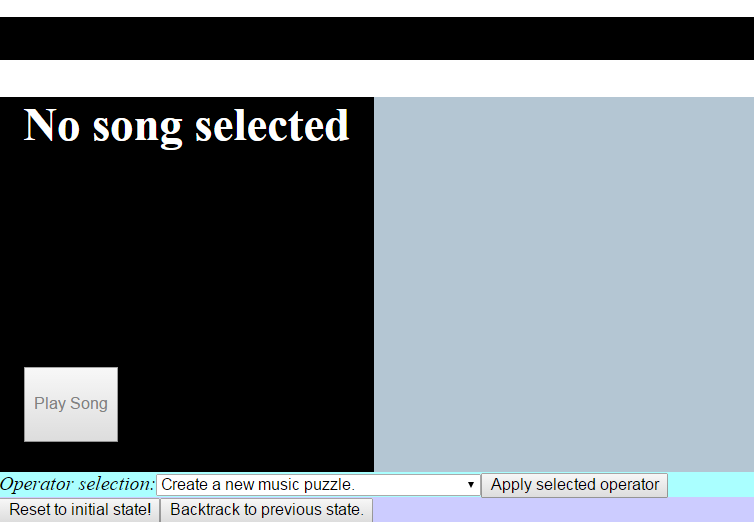 No song selected
Play Song
Operator selection: Create a new music puzzle. Apply selected operator
Reset to initial state! Backtrack to previous state.